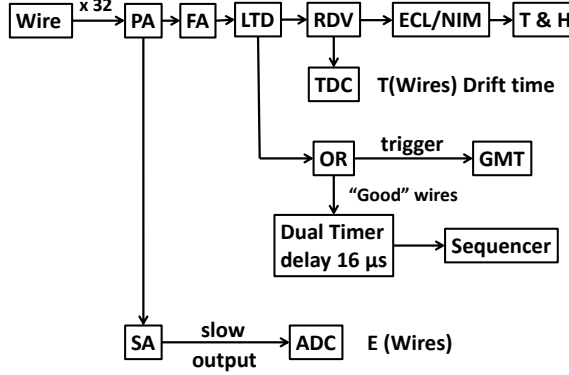 x 32
Wire PA FA LTD RDV ECL/NIM T & H
TDC T(Wires) Drift time
trigger
OR GMT
“Good” wires
Dual Timer
delay 16 µs
Sequencer
slow
SA ADC E (Wires)
output